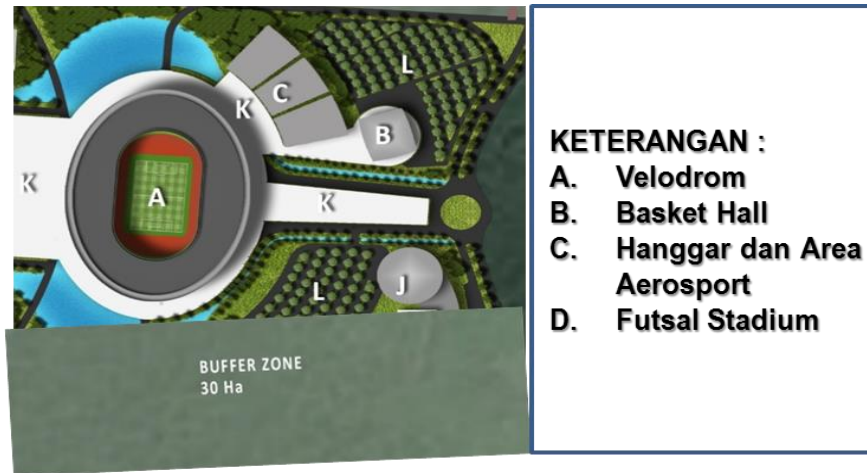 L
K
C
B
K
A
K
L
J
BUFFER ZONE
30 Ha
KETERANGAN :
A. Velodrom
B. Basket Hall
C. Hanggar dan Area
Aerosport
D. Futsal Stadium